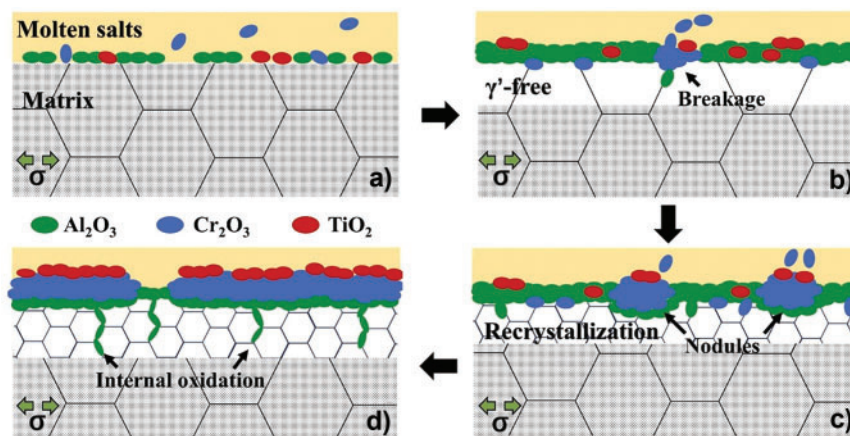 Molten salts
Matrix
σ
a)
γ'-free
Breakage
σ
b)
Al₂O₃
Cr₂O₃
TiO₂
Internal oxidation
σ
d)
Recrystallization
Nodules
σ
c)